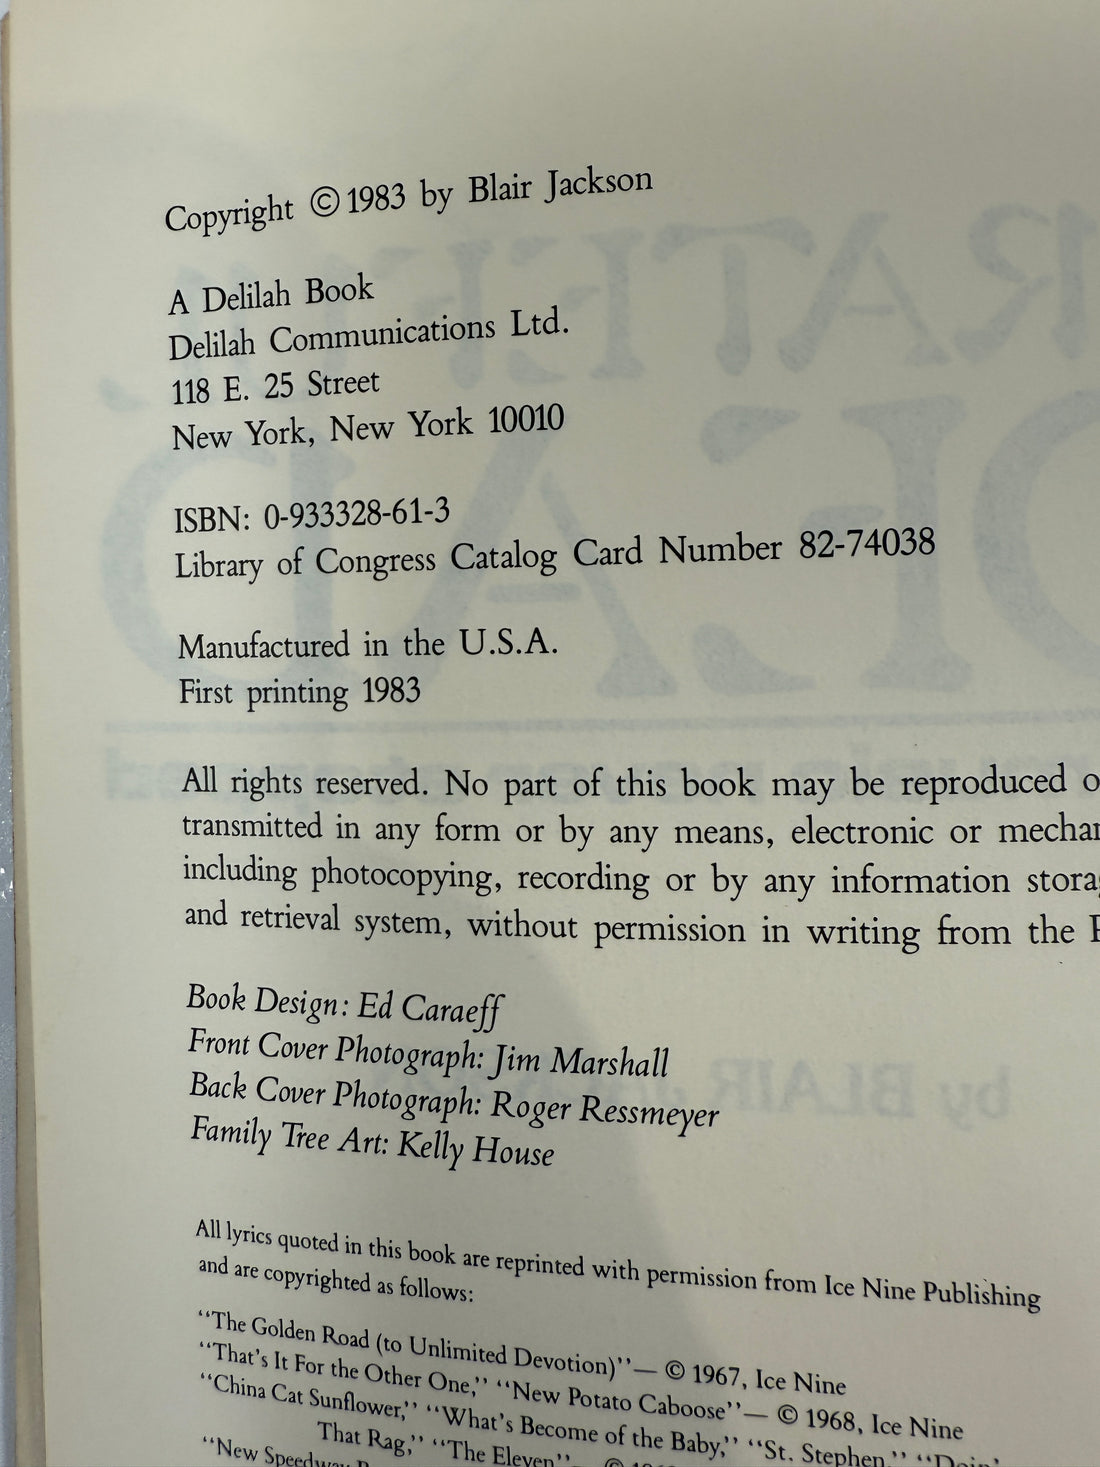 Copyright © 1983 by Blair Jackson
A Delilah Book
Delilah Communications Ltd.
118 E. 25 Street
New York, New York 10010
ISBN: 0-933328-61-3
Library of Congress Catalog Card Number 82-74038
Manufactured in the U.S.A.
First printing 1983
All rights reserved. No part of this book may be reproduced o
transmitted in any form or by any means, electronic or mechan
including photocopying, recording or by any information storag
and retrieval system, without permission in writing from the P
Book Design: Ed Caraeff
Front Cover Photograph: Jim Marshall
Back Cover Photograph: Roger Ressmeyer
Family Tree Art: Kelly House
All lyrics quoted in this book are reprinted with permission from Ice Nine Publishing
and are copyrighted as follows:
"The Golden Road (to Unlimited Devotion)"— © 1967, Ice Nine
"That's It For the Other One," "New Potato Caboose"— © 1968, Ice Nine
"China Cat Sunflower," "What's Become of the Baby," "St. Stephen," "Doin'
That Rag," "The Eleven"— ©
"New Speedway